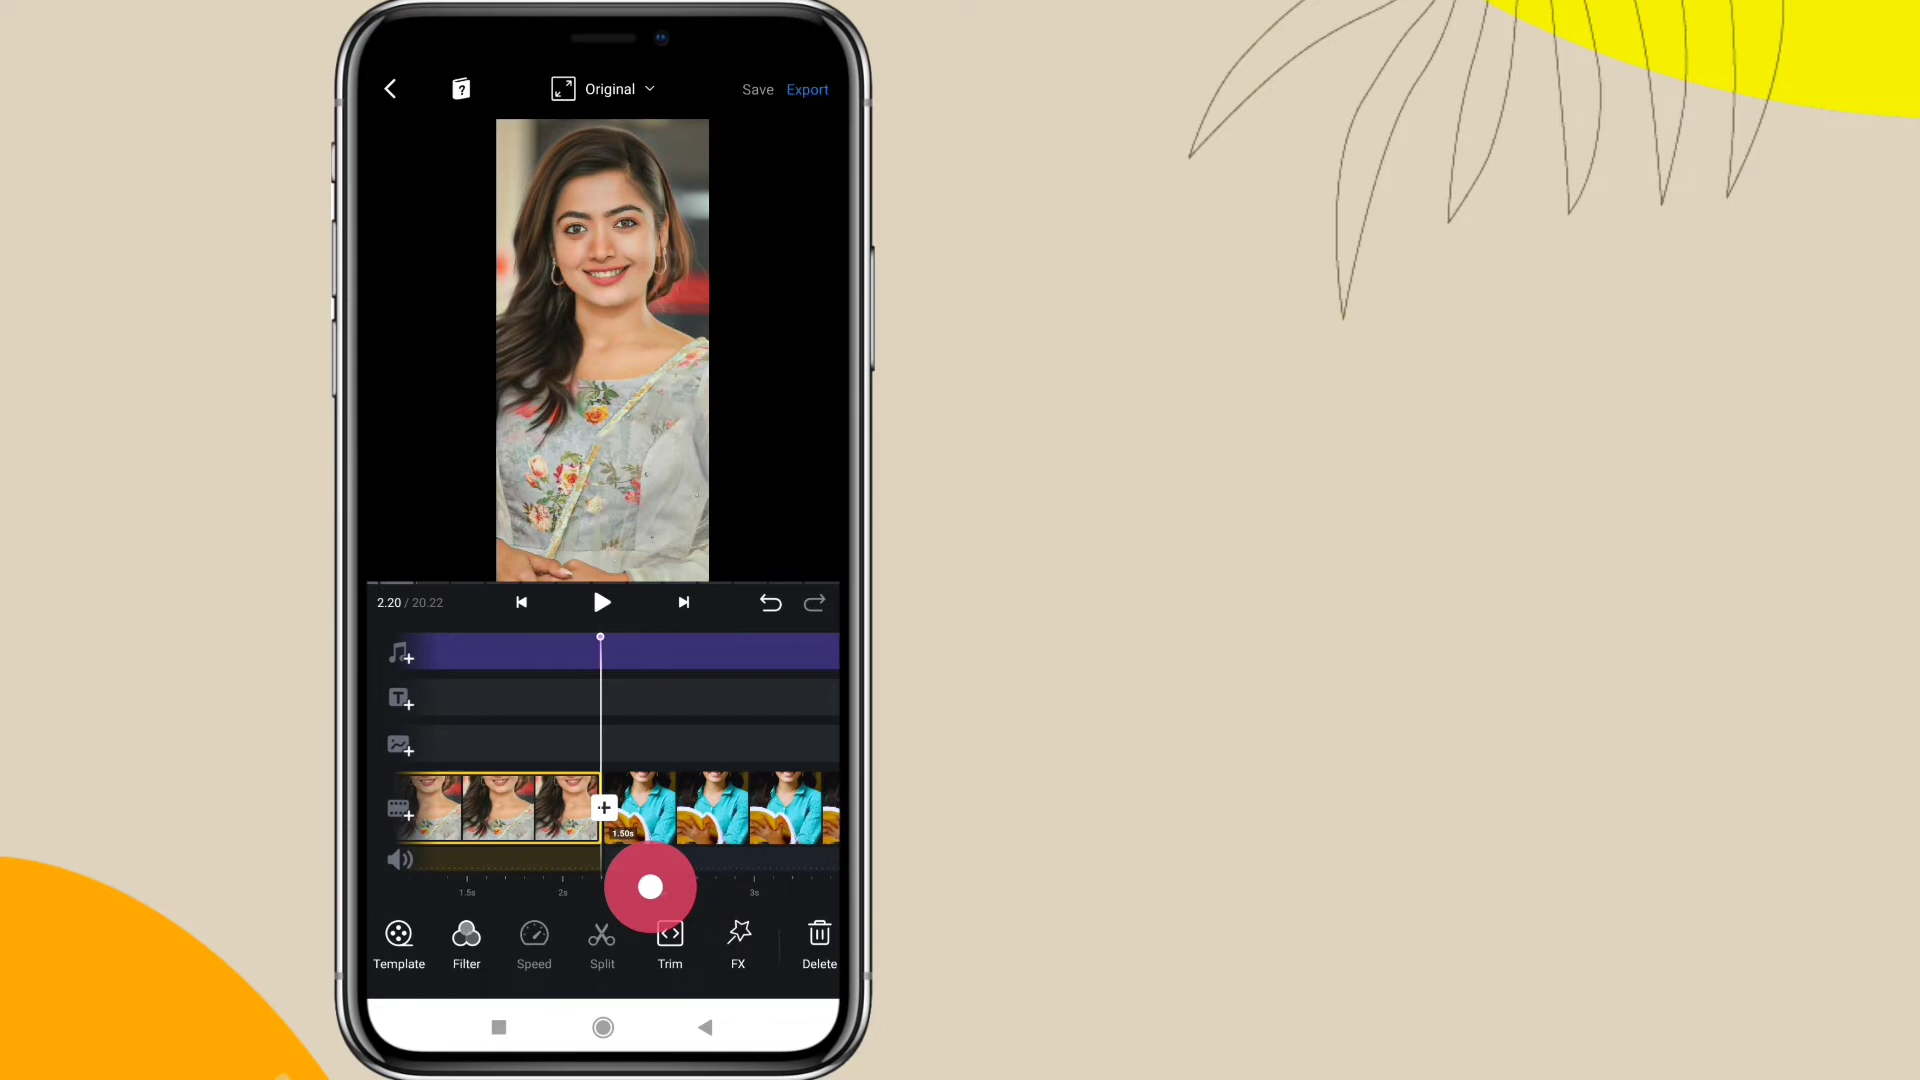 Original
Save
Export
2.20 / 20.22
1.50s
1.5s
2s
3s
Template
Filter
Speed
Split
Trim
FX
Delete